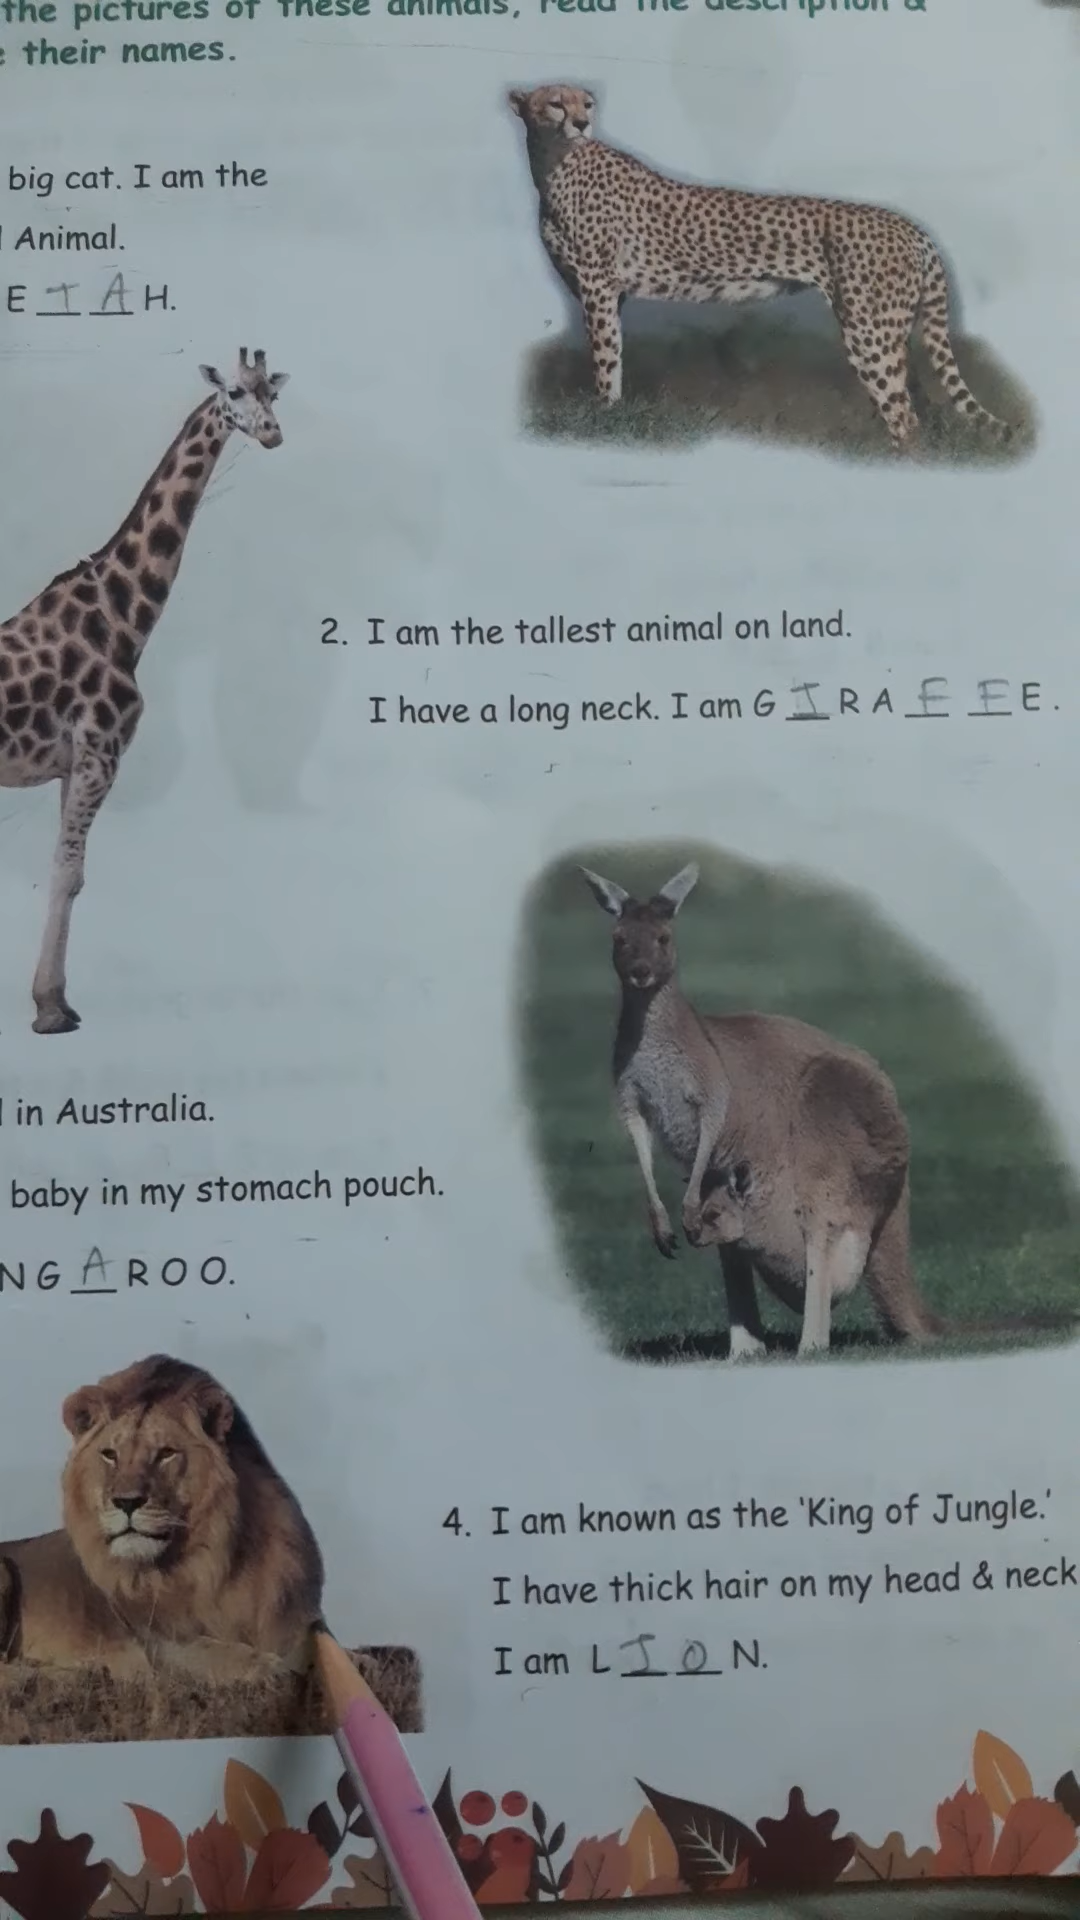 the pictures of these animals, read the description &
their names.
big cat. I am the
Animal.
E T A H.
2. I am the tallest animal on land.
I have a long neck. I am G I R A F F E.
in Australia.
baby in my stomach pouch.
N G A R O O.
4. I am known as the 'King of Jungle.'
I have thick hair on my head & neck
I am L I O N.